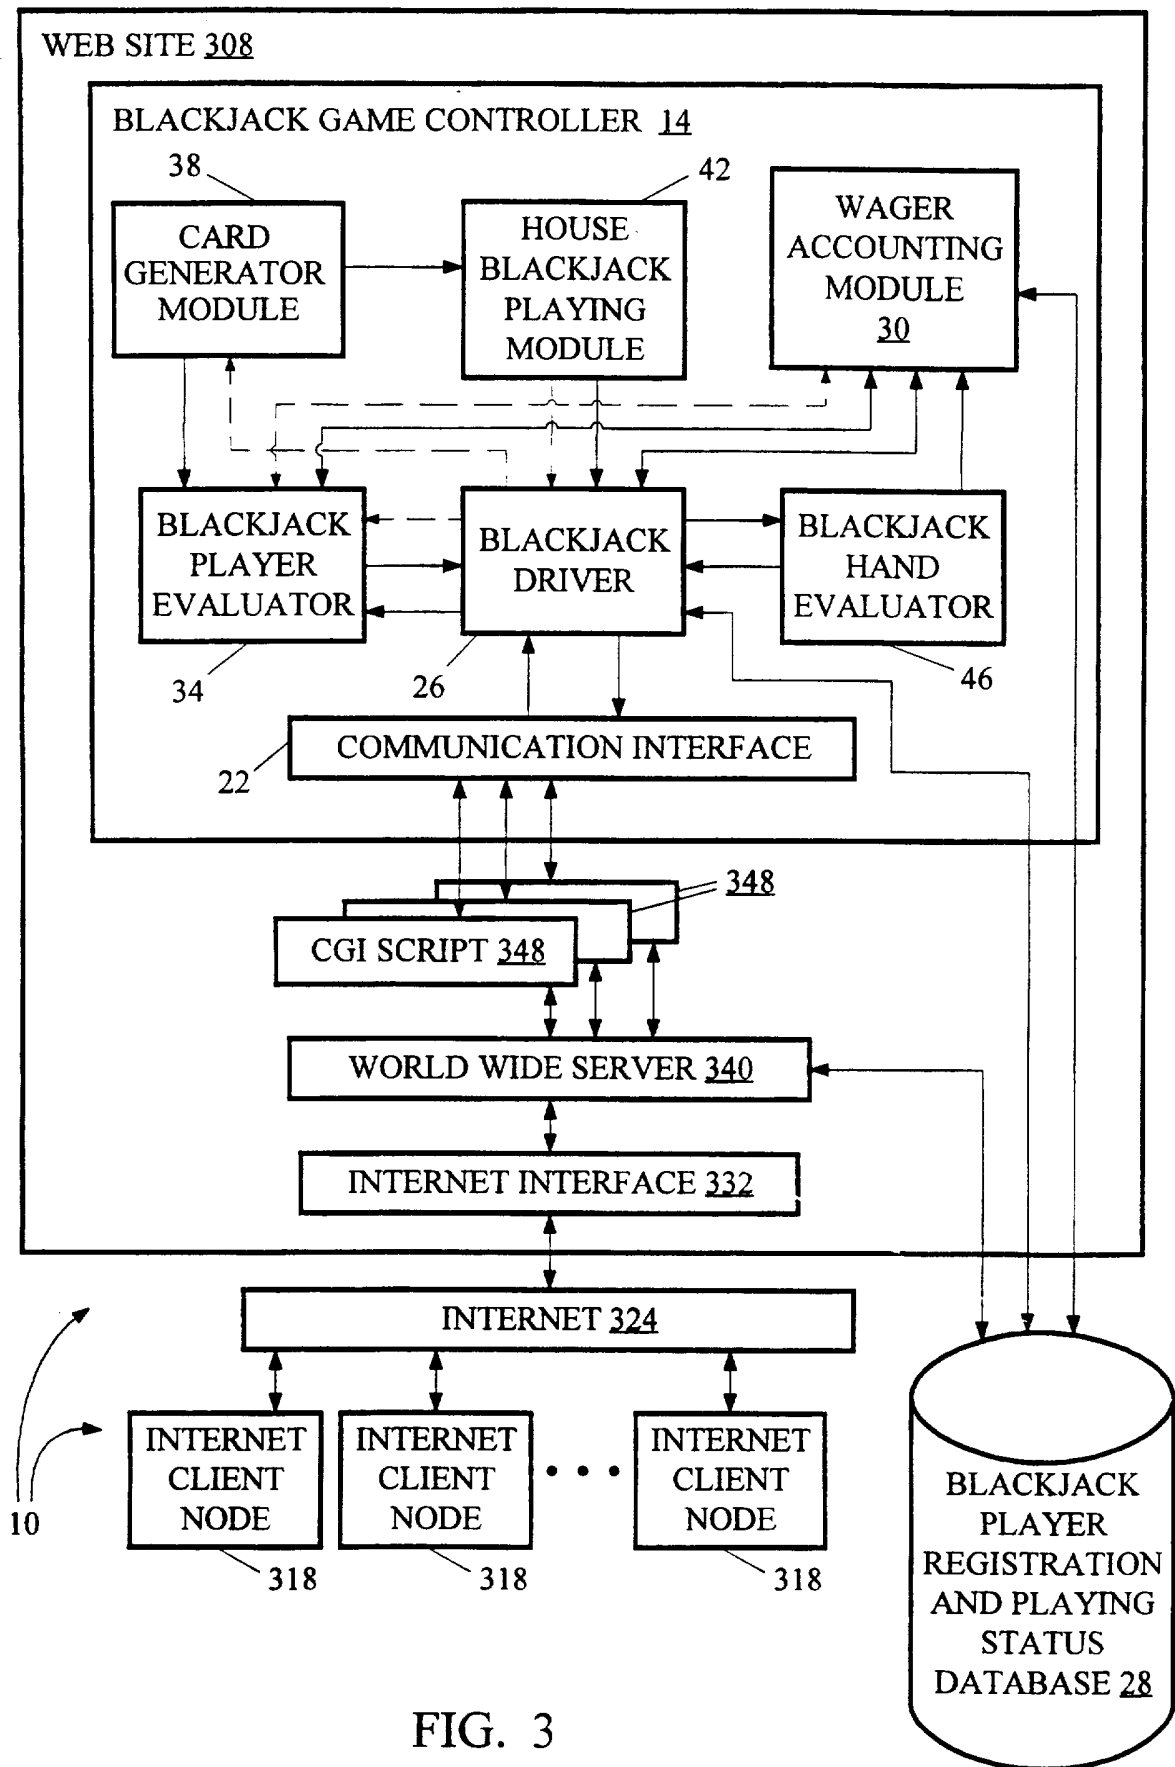 WEB SITE 308
BLACKJACK GAME CONTROLLER 14
38
42
CARD
GENERATOR
MODULE
HOUSE
BLACKJACK
PLAYING
MODULE
WAGER
ACCOUNTING
MODULE
30
BLACKJACK
PLAYER
EVALUATOR
BLACKJACK
DRIVER
BLACKJACK
HAND
EVALUATOR
34
26
46
COMMUNICATION INTERFACE
22
348
CGI SCRIPT 348
WORLD WIDE SERVER 340
INTERNET INTERFACE 332
INTERNET 324
INTERNET
CLIENT
NODE
INTERNET
CLIENT
NODE
• • •
INTERNET
CLIENT
NODE
10
318
318
318
BLACKJACK
PLAYER
REGISTRATION
AND PLAYING
STATUS
DATABASE 28
FIG. 3